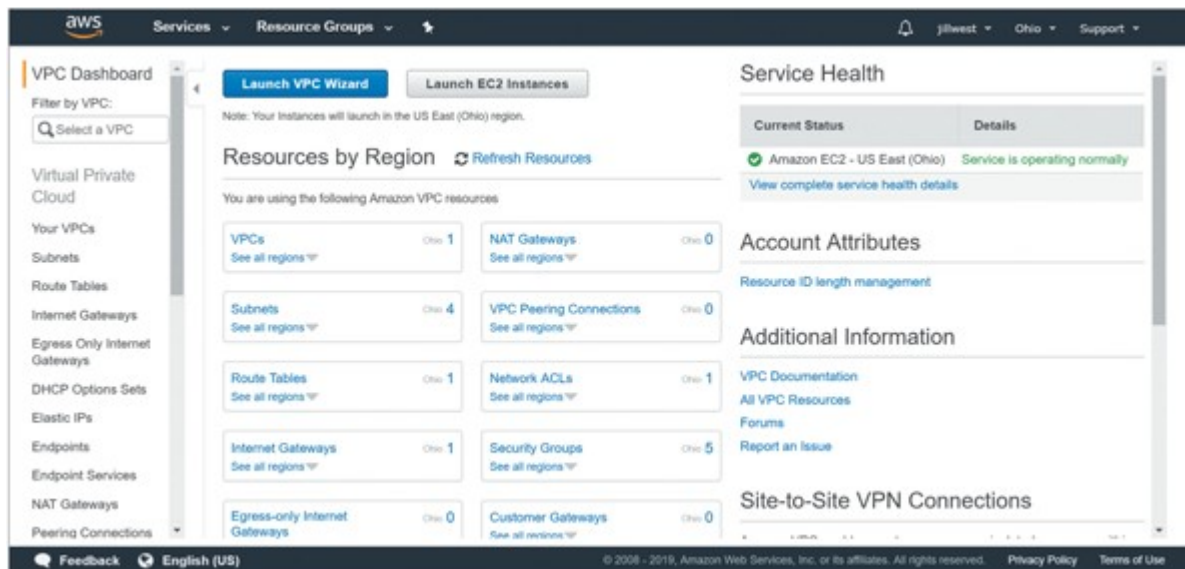 aws
Services
Resource Groups
jillwest
Ohio
Support
VPC Dashboard
Filter by VPC:
Select a VPC
Virtual Private
Cloud
Your VPCs
Subnets
Route Tables
Internet Gateways
Egress Only Internet
Gateways
DHCP Options Sets
Elastic IPs
Endpoints
Endpoint Services
NAT Gateways
Peering Connections
Launch VPC Wizard
Launch EC2 Instances
Note: Your Instances will launch in the US East (Ohio) region.
Resources by Region
Refresh Resources
You are using the following Amazon VPC resources
VPCs Ohio 1
See all regions
NAT Gateways Ohio 0
See all regions
Subnets Ohio 4
See all regions
VPC Peering Connections Ohio 0
See all regions
Route Tables Ohio 1
See all regions
Network ACLs Ohio 1
See all regions
Internet Gateways Ohio 1
See all regions
Security Groups Ohio 5
See all regions
Egress-only Internet Ohio 0
Gateways
Customer Gateways Ohio 0
See all regions
Service Health
Current Status Details
Amazon EC2 - US East (Ohio) Service is operating normally
View complete service health details
Account Attributes
Resource ID length management
Additional Information
VPC Documentation
All VPC Resources
Forums
Report an Issue
Site-to-Site VPN Connections
Feedback
English (US)
© 2008 - 2019, Amazon Web Services, Inc. or its affiliates. All rights reserved.
Privacy Policy
Terms of Use